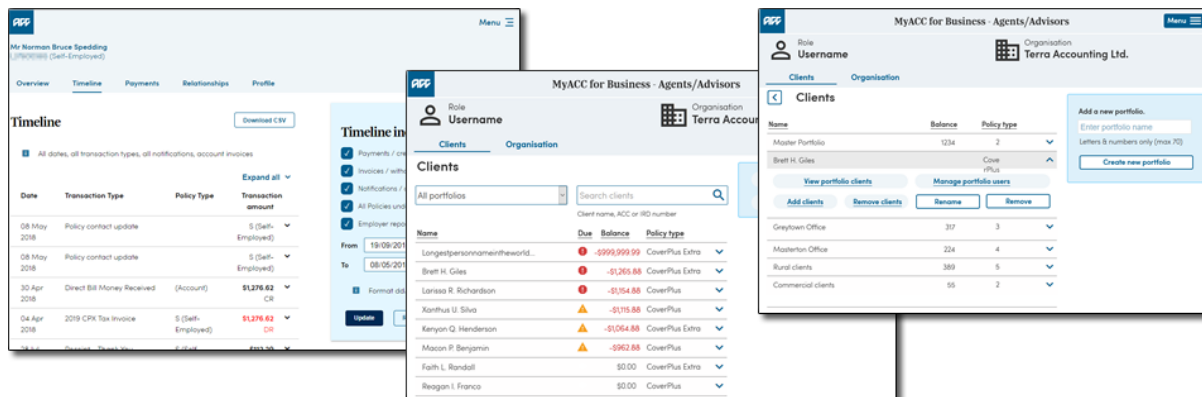 ACC
Menu
Mr Norman Bruce Spedding
(Self-Employed)
Overview Timeline Payments Relationships Profile
Timeline
Download CSV
All dates, all transaction types, all notifications, account invoices
Expand all
Date Transaction Type Policy Type Transaction amount
08 May 2018 Policy contact update S (Self-Employed)
08 May 2018 Policy contact update S (Self-Employed)
30 Apr 2018 Direct Bill Money Received (Account) $1,276.62 CR
04 Apr 2018 2019 CPX Tax Invoice S (Self-Employed) $1,276.62 DR
Timeline in
Payments / cre
Invoices / with
Notifications /
All Policies und
Employer repo
From 19/09/201
To 08/05/201
Format dd
Update
ACC
MyACC for Business - Agents/Advisors
Role
Username
Organisation
Terra Accou
Clients Organisation
Clients
All portfolios
Search clients
Client name, ACC or IRD number
Name Due Balance Policy type
Longestpersonnameintheworld... -$999,999.99 CoverPlus Extra
Brett H. Giles -$1,265.88 CoverPlus Extra
Larissa R. Richardson -$1,154.88 CoverPlus
Xanthus U. Silva -$1,115.88 CoverPlus Extra
Kenyon Q. Henderson -$1,064.88 CoverPlus Extra
Macon P. Benjamin -$962.88 CoverPlus
Faith L. Randall $0.00 CoverPlus
Reagan I. Franco $0.00 CoverPlus
ACC
MyACC for Business - Agents/Advisors
Menu
Role
Username
Organisation
Terra Accounting Ltd.
Clients Organisation
Clients
Name Balance Policy type
Master Portfolio 1234 2
Brett H. Giles Cove
rPlus
View portfolio clients Manage portfolio users
Add clients Remove clients Rename Remove
Greytown Office 317 3
Masterton Office 224 4
Rural clients 389 5
Commercial clients 55 2
Add a new portfolio.
Enter portfolio name
Letters & numbers only (max 70)
Create new portfolio